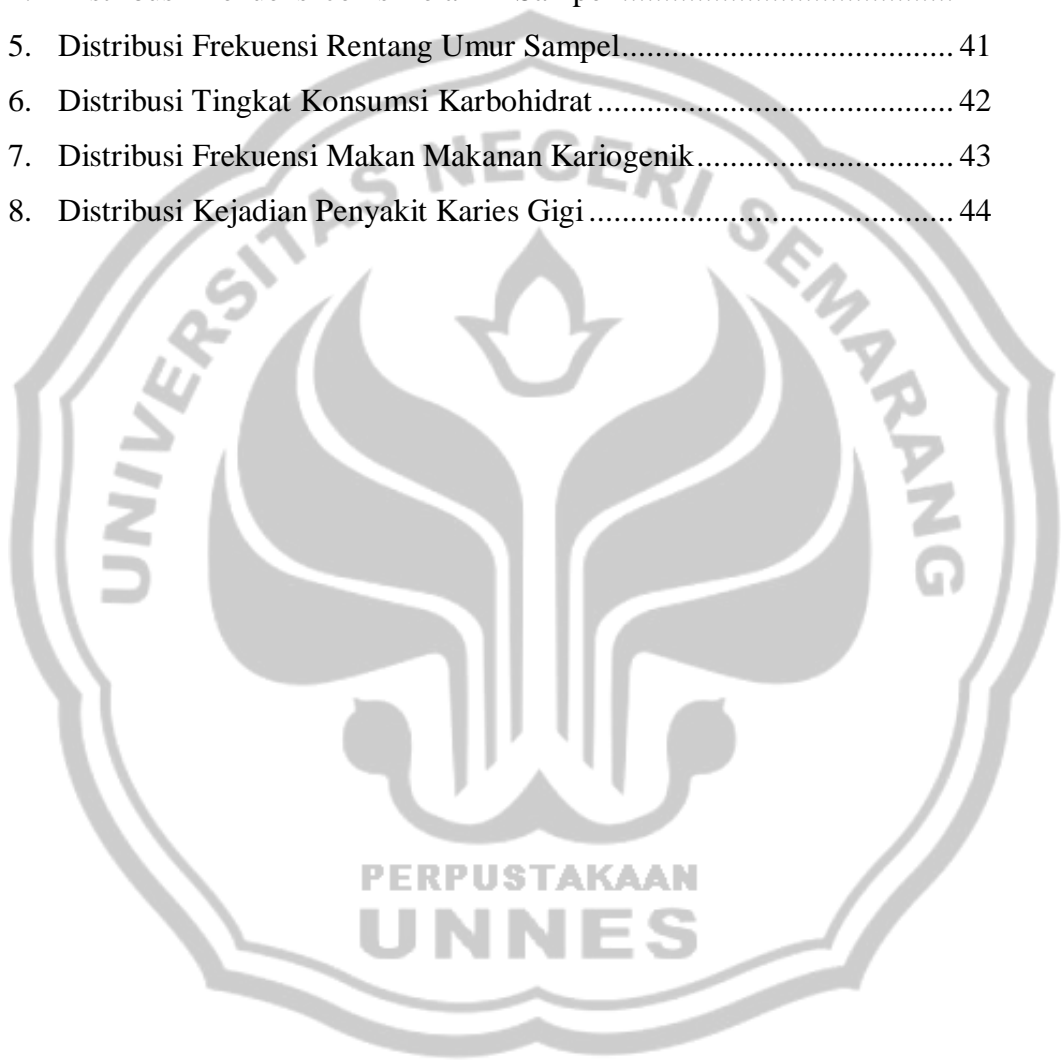 5. Distribusi Frekuensi Rentang Umur Sampel.................................. 41
6. Distribusi Tingkat Konsumsi Karbohidrat .................................... 42
7. Distribusi Frekuensi Makan Makanan Kariogenik.......................... 43
8. Distribusi Kejadian Penyakit Karies Gigi ..................................... 44
UNIVERSITAS NEGERI SEMARANG
PERPUSTAKAAN
UNNES